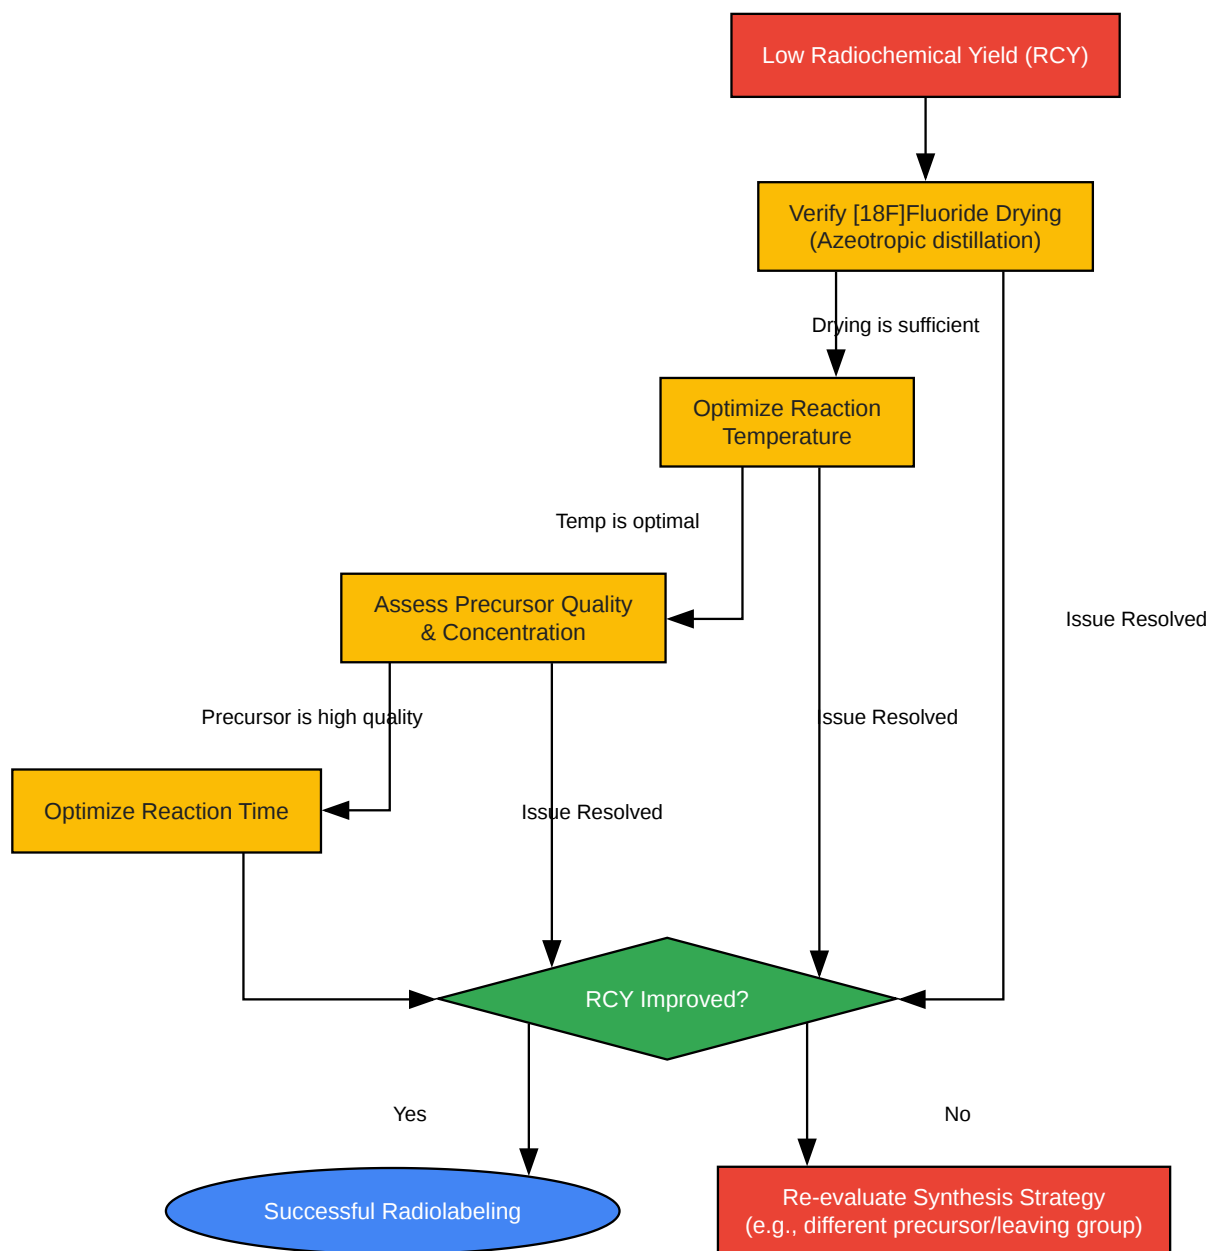 Low Radiochemical Yield (RCY)
Verify [18F]Fluoride Drying
(Azeotropic distillation)
Drying is sufficient
Optimize Reaction
Temperature
Temp is optimal
Assess Precursor Quality
& Concentration
Issue Resolved
Precursor is high quality
Issue Resolved
Optimize Reaction Time
Issue Resolved
RCY Improved?
Yes
No
Successful Radiolabeling
Re-evaluate Synthesis Strategy
(e.g., different precursor/leaving group)